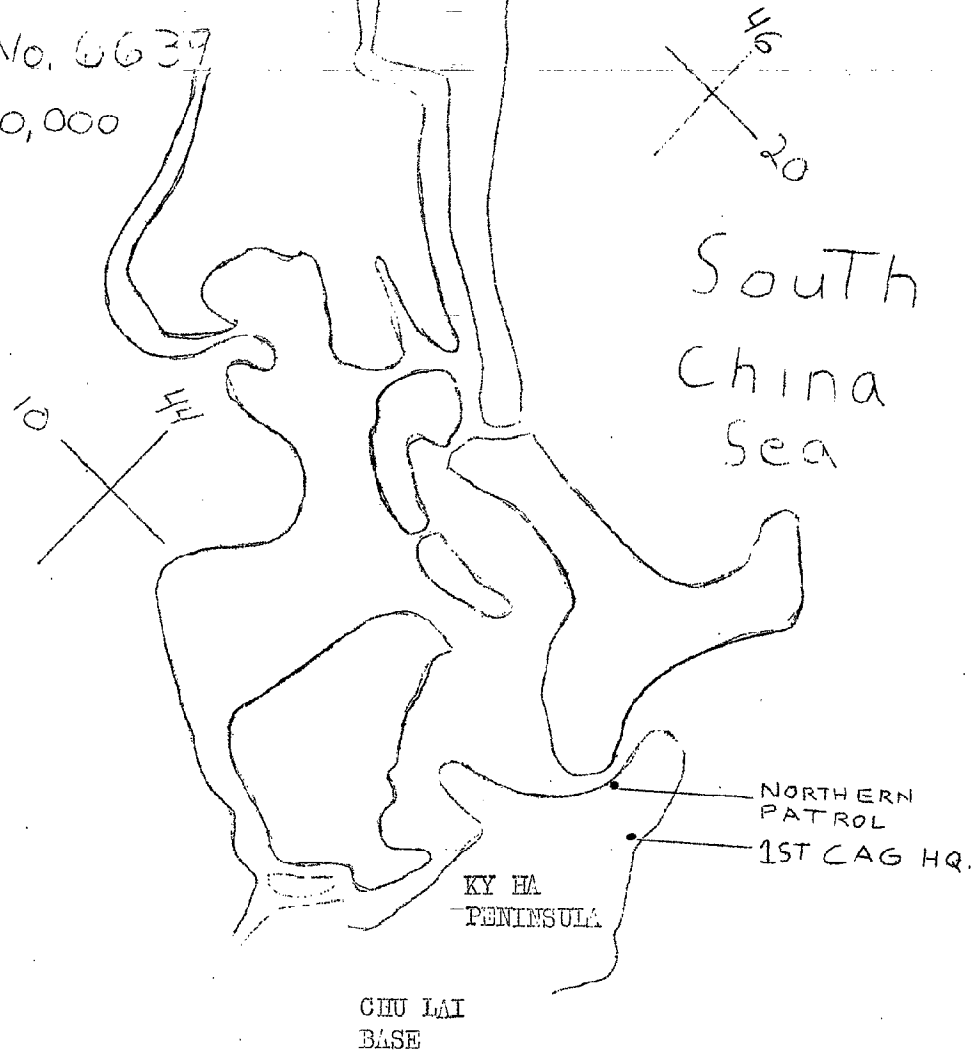 No. 6639
0,000
46
20
South
China
Sea
10
44
NORTHERN
PATROL
1ST CAG HQ.
KY HA
PENINSULA
CHU LAI
BASE